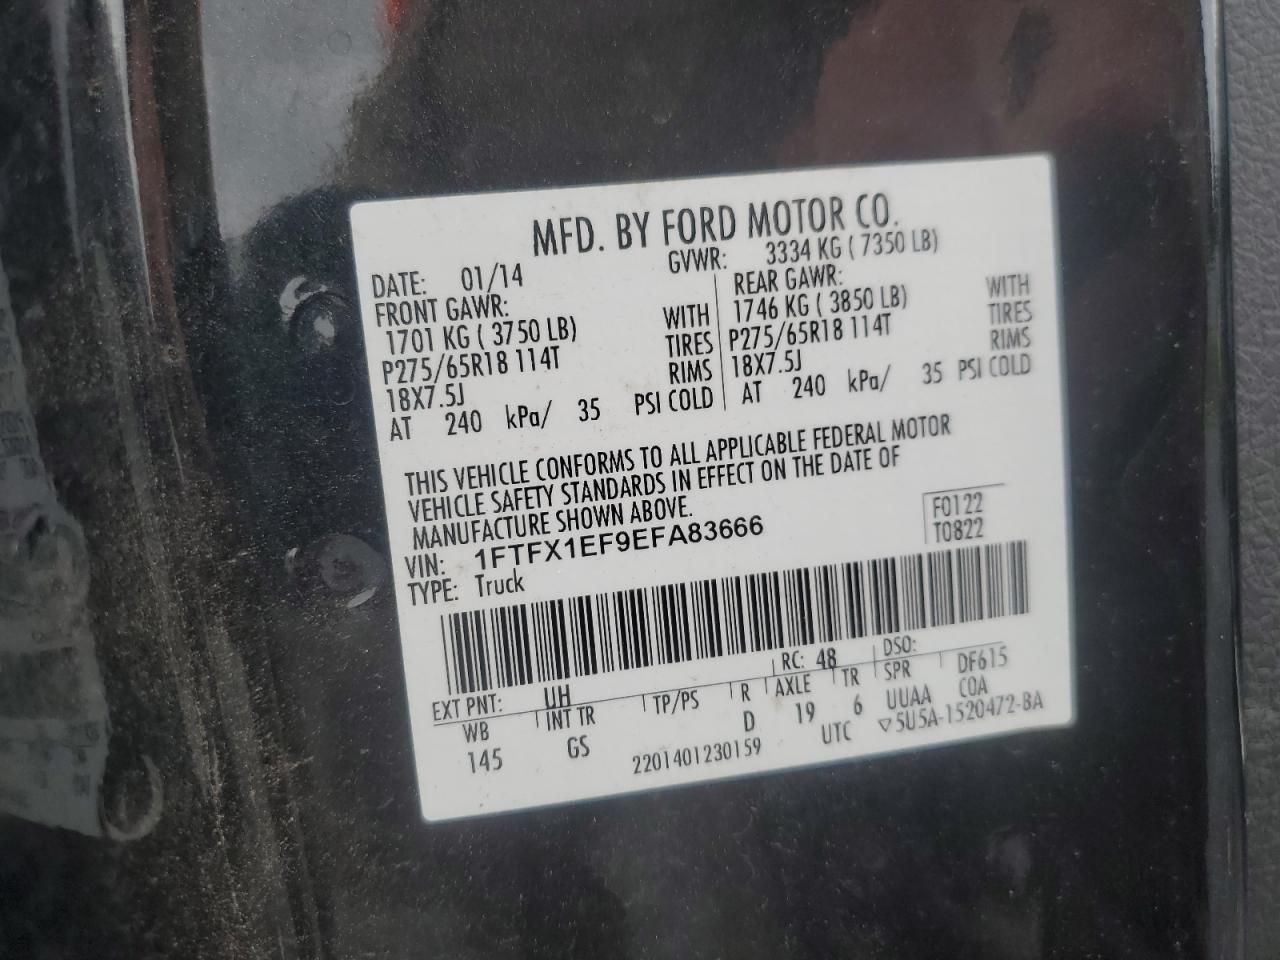 MFD. BY FORD MOTOR CO.
DATE: 01/14 GVWR: 3334 KG ( 7350 LB)
FRONT GAWR: REAR GAWR:
1701 KG ( 3750 LB) WITH 1746 KG ( 3850 LB) WITH
P275/65R18 114T TIRES P275/65R18 114T TIRES
18X7.5J RIMS 18X7.5J RIMS
AT 240 kPa/ 35 PSI COLD AT 240 kPa/ 35 PSI COLD
THIS VEHICLE CONFORMS TO ALL APPLICABLE FEDERAL MOTOR
VEHICLE SAFETY STANDARDS IN EFFECT ON THE DATE OF
MANUFACTURE SHOWN ABOVE.
VIN: 1FTFX1EF9EFA83666
TYPE: Truck
F0122
T0822
EXT PNT: UH RC: 48 DSO:
WB INT TR TP/PS R AXLE TR SPR DF615
145 GS D 19 6 UUAA COA
2201401230159 UTC ▽5U5A-1520472-BA